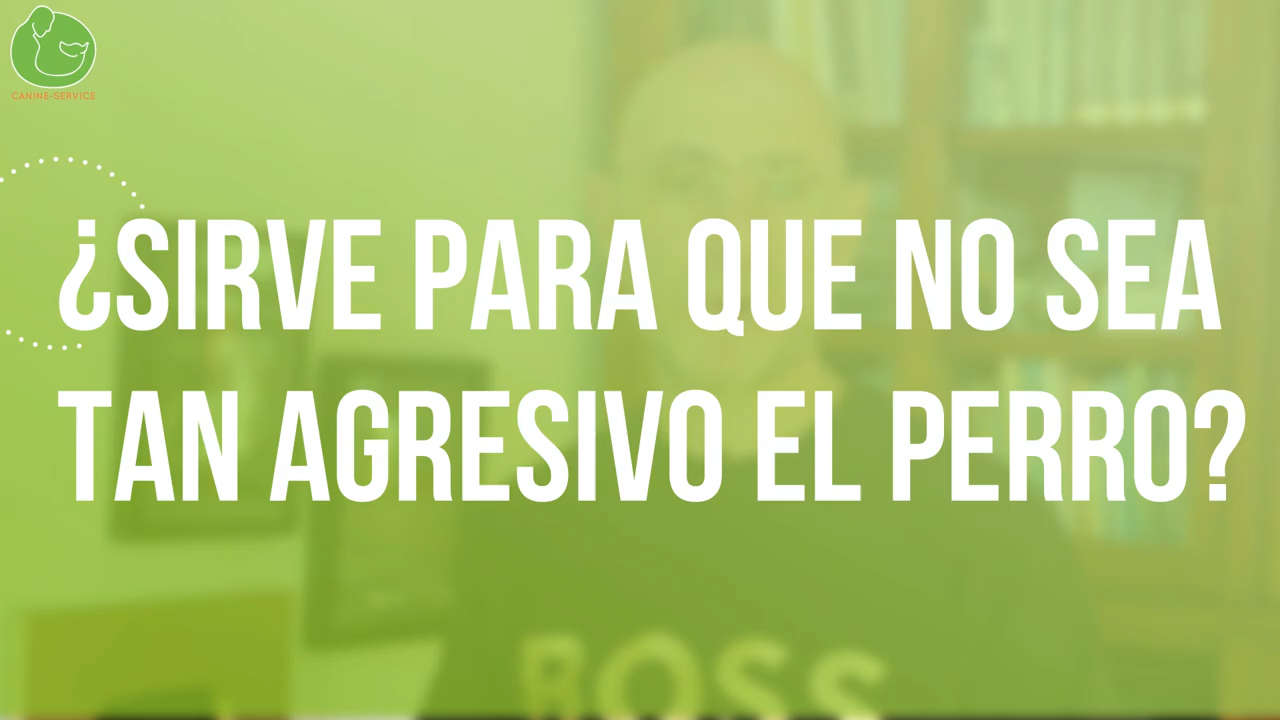 CANINE-SERVICE
¿SIRVE PARA QUE NO SEA
TAN AGRESIVO EL PERRO?
BOSS